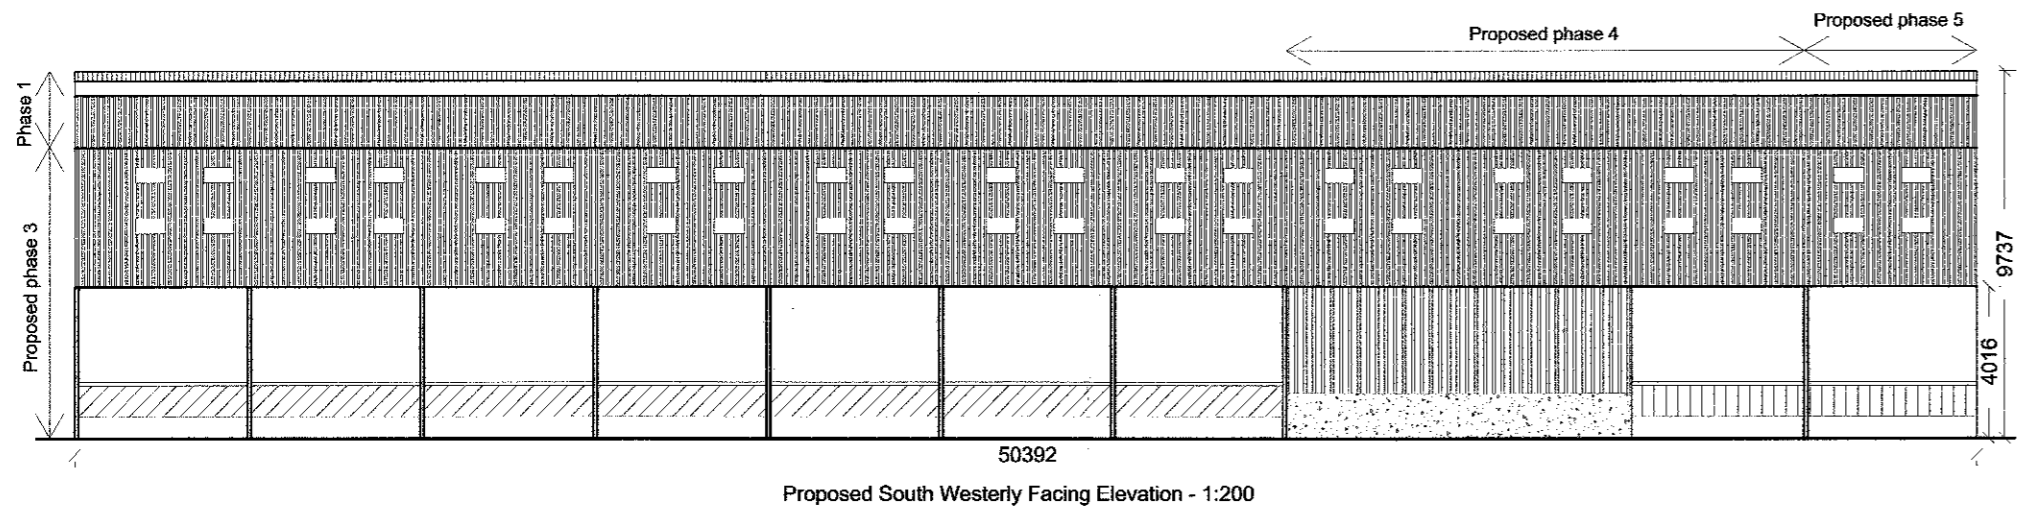 Proposed phase 5
Proposed phase 4
Phase 1
Proposed phase 3
9737
4016
50392
Proposed South Westerly Facing Elevation - 1:200